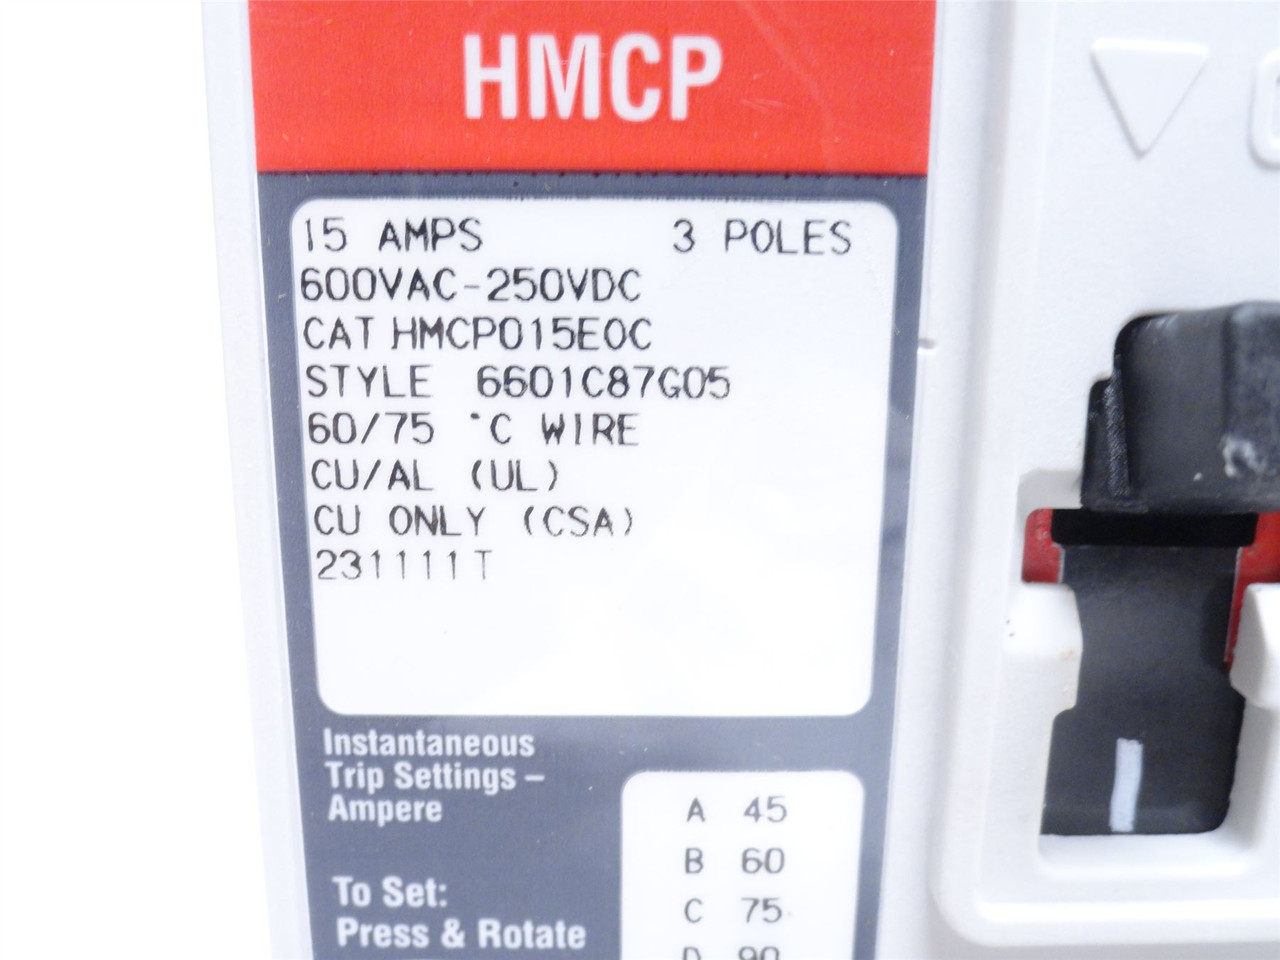 HMCP
15 AMPS 3 POLES
600VAC-250VDC
CAT HMCP015E0C
STYLE 6601C87G05
60/75 °C WIRE
CU/AL (UL)
CU ONLY (CSA)
231111T
Instantaneous
Trip Settings –
Ampere
A 45
B 60
To Set:
C 75
Press & Rotate
D 90